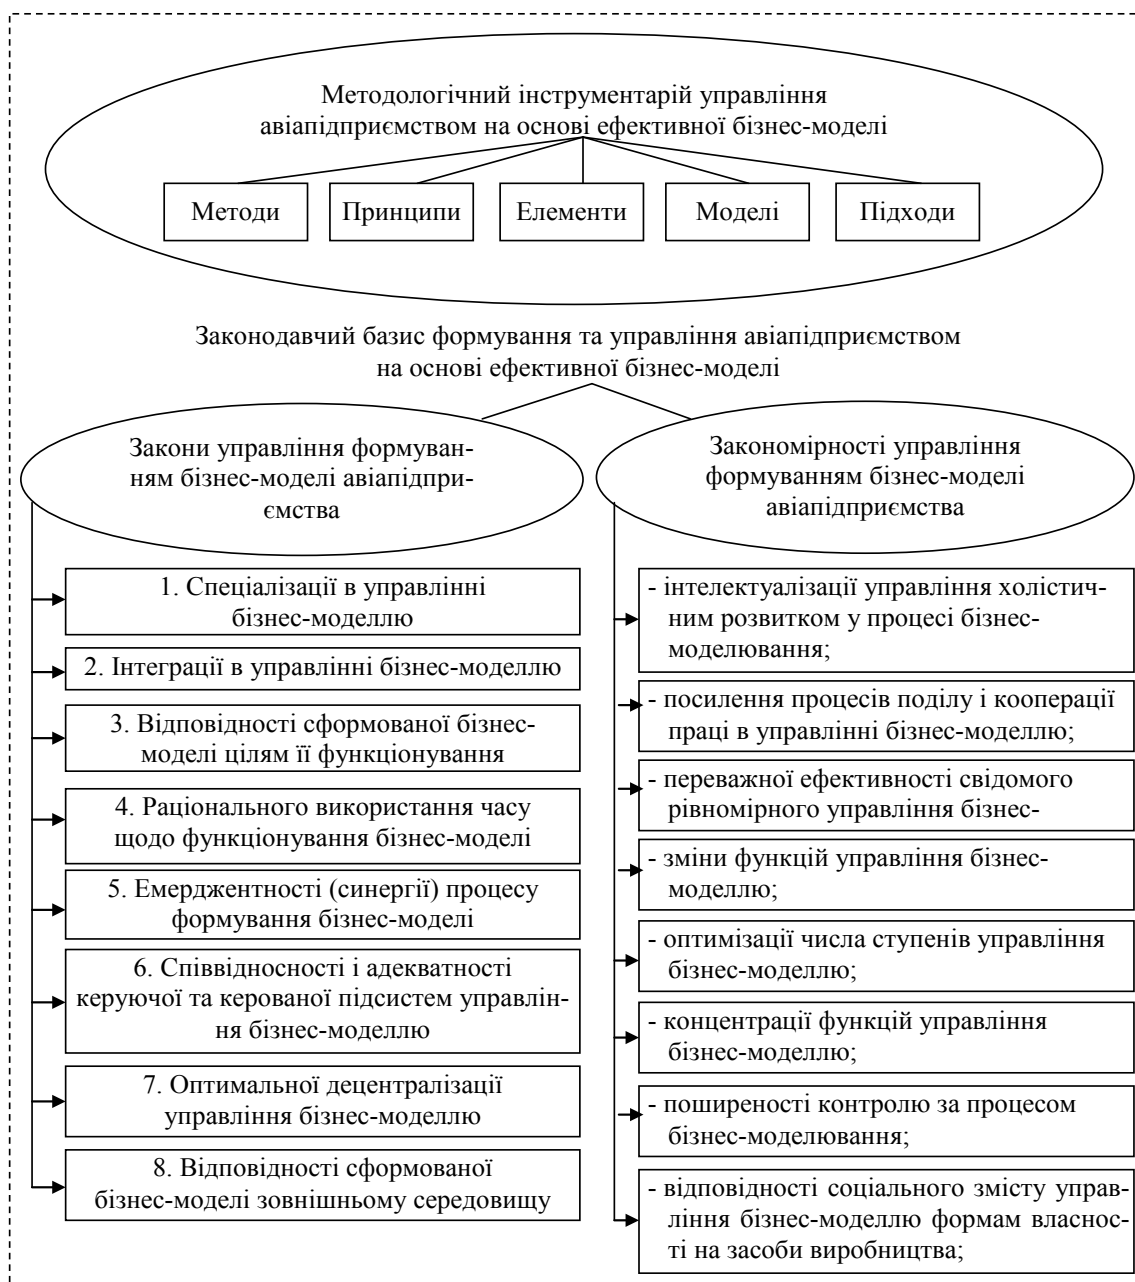 Методологічний інструментарій управління
авіапідприємством на основі ефективної бізнес-моделі
Методи
Принципи
Елементи
Моделі
Підходи
Законодавчий базис формування та управління авіапідприємством
на основі ефективної бізнес-моделі
Закони управління формуван-
ням бізнес-моделі авіапідпри-
ємства
1. Спеціалізації в управлінні
бізнес-моделлю
2. Інтеграції в управлінні бізнес-моделлю
3. Відповідності сформованої бізнес-
моделі цілям її функціонування
4. Раціонального використання часу
щодо функціонування бізнес-моделі
5. Емерджентності (синергії) процесу
формування бізнес-моделі
6. Співвідносності і адекватності
керуючої та керованої підсистем управлін-
ня бізнес-моделлю
7. Оптимальної децентралізації
управління бізнес-моделлю
8. Відповідності сформованої
бізнес-моделі зовнішньому середовищу
Закономірності управління
формуванням бізнес-моделі
авіапідприємства
- інтелектуалізації управління холістич-
ним розвитком у процесі бізнес-
моделювання;
- посилення процесів поділу і кооперації
праці в управлінні бізнес-моделлю;
- переважної ефективності свідомого
рівномірного управління бізнес-
- зміни функцій управління бізнес-
моделлю;
- оптимізації числа ступенів управління
бізнес-моделлю;
- концентрації функцій управління
бізнес-моделлю;
- поширеності контролю за процесом
бізнес-моделювання;
- відповідності соціального змісту управ-
ління бізнес-моделлю формам власнос-
ті на засоби виробництва;